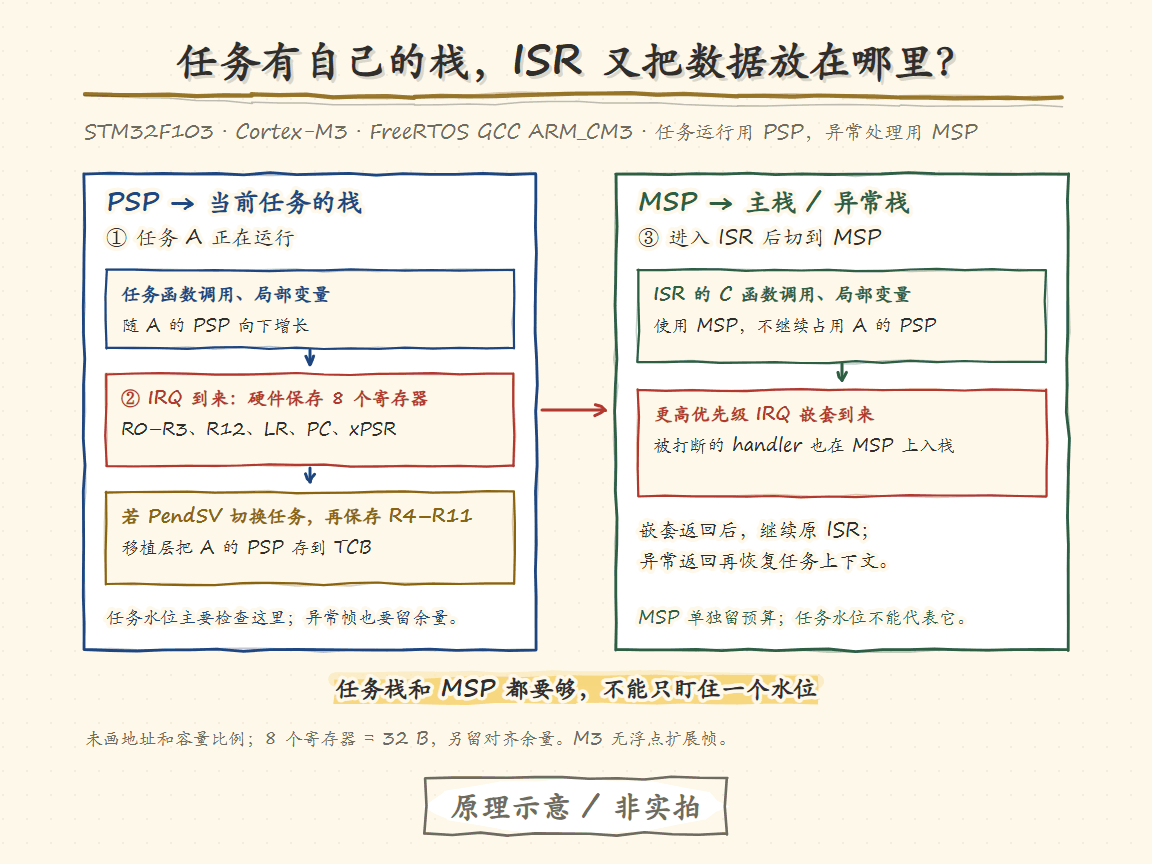 任务有自己的栈，ISR 又把数据放在哪里？
STM32F103 · Cortex-M3 · FreeRTOS GCC ARM_CM3 · 任务运行用 PSP，异常处理用 MSP
PSP → 当前任务的栈
① 任务 A 正在运行
任务函数调用、局部变量
随 A 的 PSP 向下增长
② IRQ 到来：硬件保存 8 个寄存器
R0–R3、R12、LR、PC、xPSR
若 PendSV 切换任务，再保存 R4–R11
移植层把 A 的 PSP 存到 TCB
任务水位主要检查这里；异常帧也要留余量。
MSP → 主栈 / 异常栈
③ 进入 ISR 后切到 MSP
ISR 的 C 函数调用、局部变量
使用 MSP，不继续占用 A 的 PSP
更高优先级 IRQ 嵌套到来
被打断的 handler 也在 MSP 上入栈
嵌套返回后，继续原 ISR；
异常返回再恢复任务上下文。
MSP 单独留预算；任务水位不能代表它。
任务栈和 MSP 都要够，不能只盯住一个水位
未画地址和容量比例；8 个寄存器 = 32 B，另留对齐余量。M3 无浮点扩展帧。
原理示意 / 非实拍